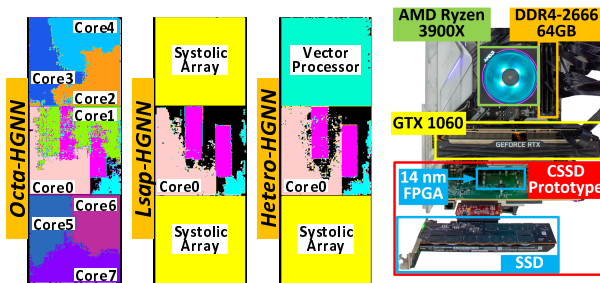 Octa-HGNN
Core4
Core3
Core2
Core1
Core0
Core6
Core5
Core7
Lsap-HGNN
Systolic
Array
Core0
Systolic
Array
Hetero-HGNN
Vector
Processor
Core0
Systolic
Array
AMD Ryzen
3900X
DDR4-2666
64GB
GTX 1060
GEFORCE RTX
14 nm
FPGA
CSSD
Prototype
SSD